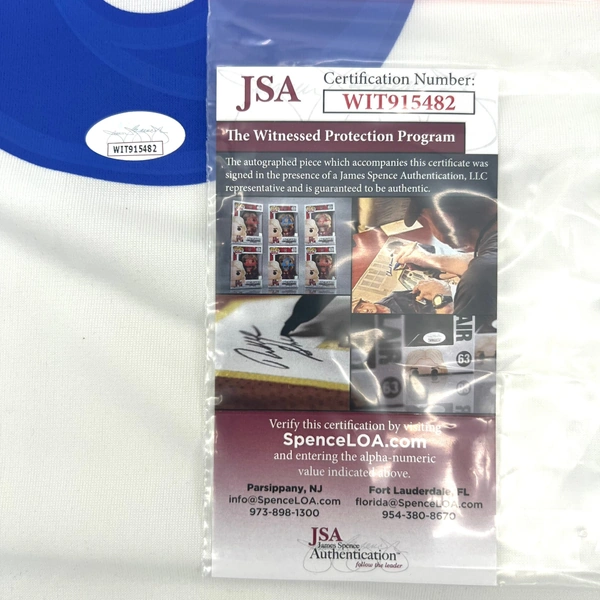 WIT915482
JSA
Certification Number:
WIT915482
The Witnessed Protection Program
The autographed piece which accompanies this certificate was
signed in the presence of a James Spence Authentication, LLC
representative and is guaranteed to be authentic.
AIR
63
63
Verify this certification by visiting
SpenceLOA.com
and entering the alpha-numeric
value indicated above.
Parsippany, NJ
info@SpenceLOA.com
973-898-1300
Fort Lauderdale, FL
florida@SpenceLOA.com
954-380-8670
JSA
James Spence
Authentication
follow the leader